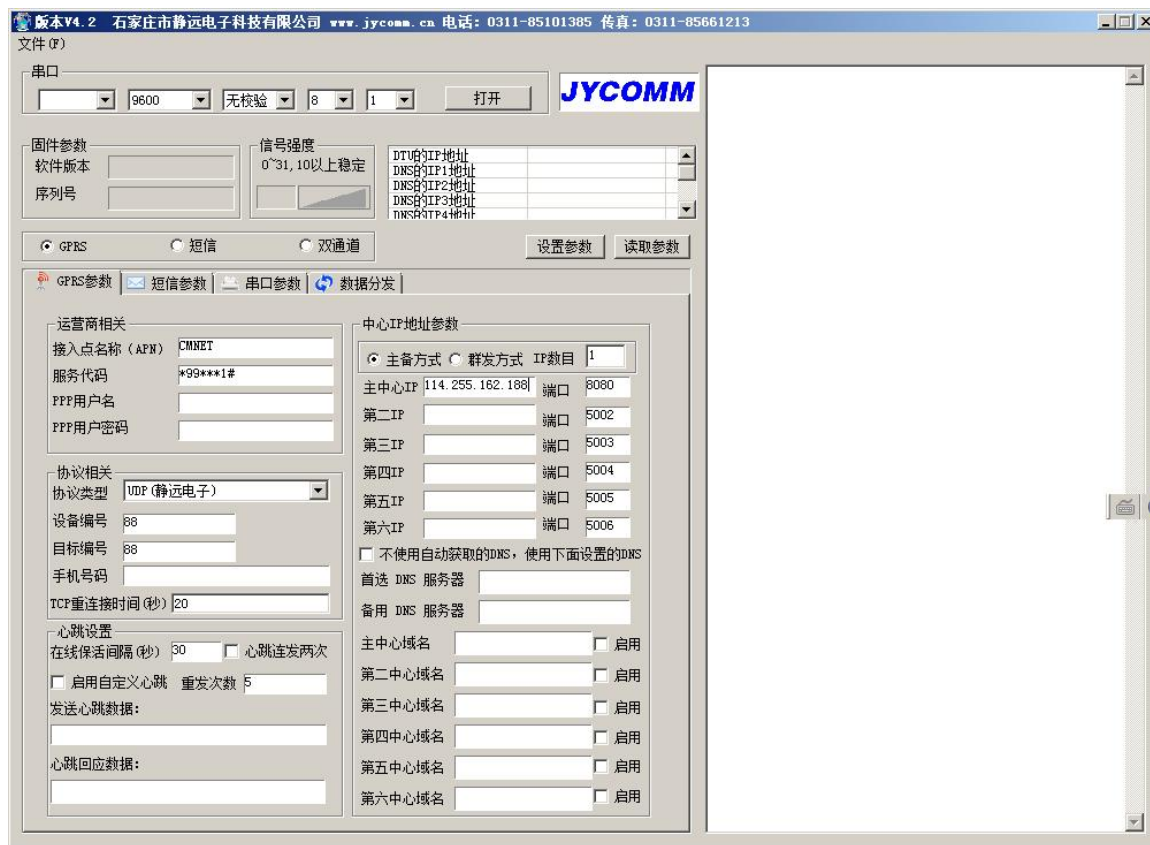 版本V4.2 石家庄市静远电子科技有限公司 www.jycomm.cn 电话: 0311-85101385 传真: 0311-85661213
文件(F)
串口
9600 无校验 8 1 打开
JYCOMM
固件参数
软件版本
序列号
信号强度
0~31,10以上稳定
DTU的IP地址
DNS的IP1地址
DNS的IP2地址
DNS的IP3地址
DNS的IP4地址
GPRS 短信 双通道
设置参数 读取参数
GPRS参数 短信参数 串口参数 数据分发
运营商相关
接入点名称(APN) CMNET
服务代码 *99***1#
PPP用户名
PPP用户密码
协议相关
协议类型 UDP(静远电子)
设备编号 88
目标编号 88
手机号码
TCP重连接时间(秒) 20
心跳设置
在线保活间隔(秒) 30 心跳连发两次
启用自定义心跳 重发次数 5
发送心跳数据:
心跳回应数据:
中心IP地址参数
主备方式 群发方式 IP数目 1
主中心IP 114.255.162.188 端口 8080
第二IP 端口 5002
第三IP 端口 5003
第四IP 端口 5004
第五IP 端口 5005
第六IP 端口 5006
不使用自动获取的DNS，使用下面设置的DNS
首选 DNS 服务器
备用 DNS 服务器
主中心域名 启用
第二中心域名 启用
第三中心域名 启用
第四中心域名 启用
第五中心域名 启用
第六中心域名 启用